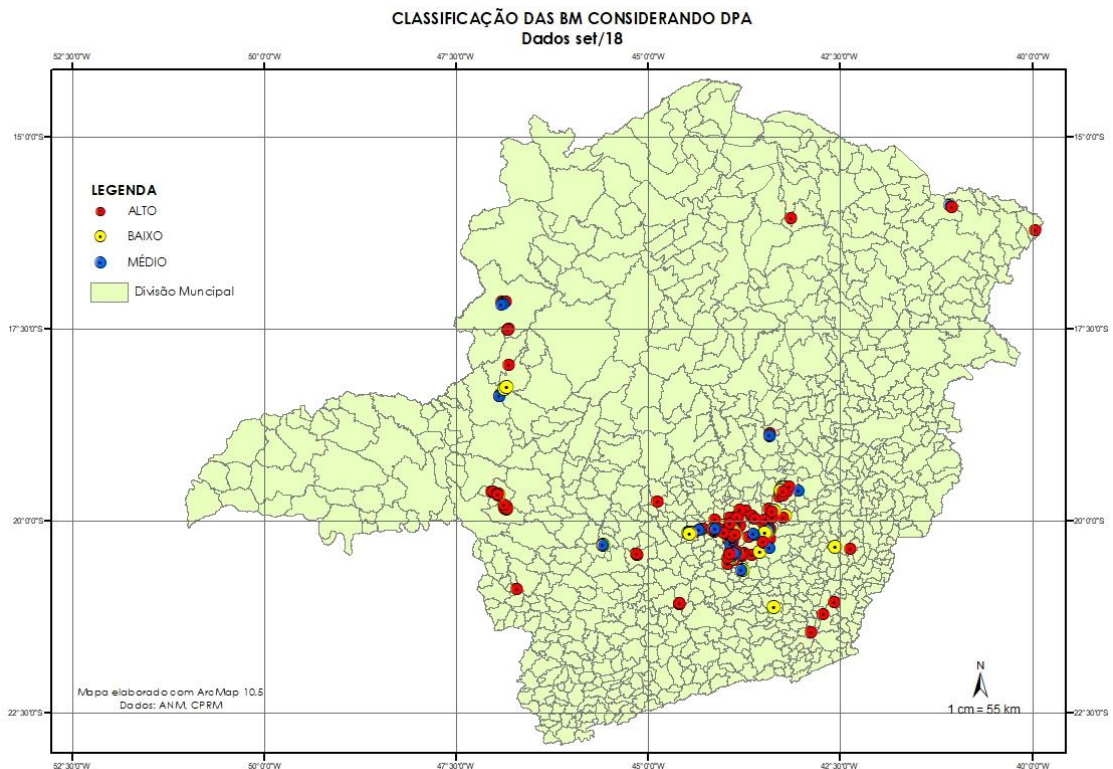 CLASSIFICAÇÃO DAS BM CONSIDERANDO DPA
Dados set/18
52°30'0"W 50°0'0"W 47°30'0"W 45°0'0"W 42°30'0"W 40°0'0"W
15°0'0"S 15°0'0"S
LEGENDA
ALTO
BAIXO
MÉDIO
Divisão Muncipal
17°30'0"S 17°30'0"S
20°0'0"S 20°0'0"S
Mapa elaborado com ArcMap 10.5
Dados: ANM, CPRM
N
1 cm = 55 km
22°30'0"S 22°30'0"S
52°30'0"W 50°0'0"W 47°30'0"W 45°0'0"W 42°30'0"W 40°0'0"W